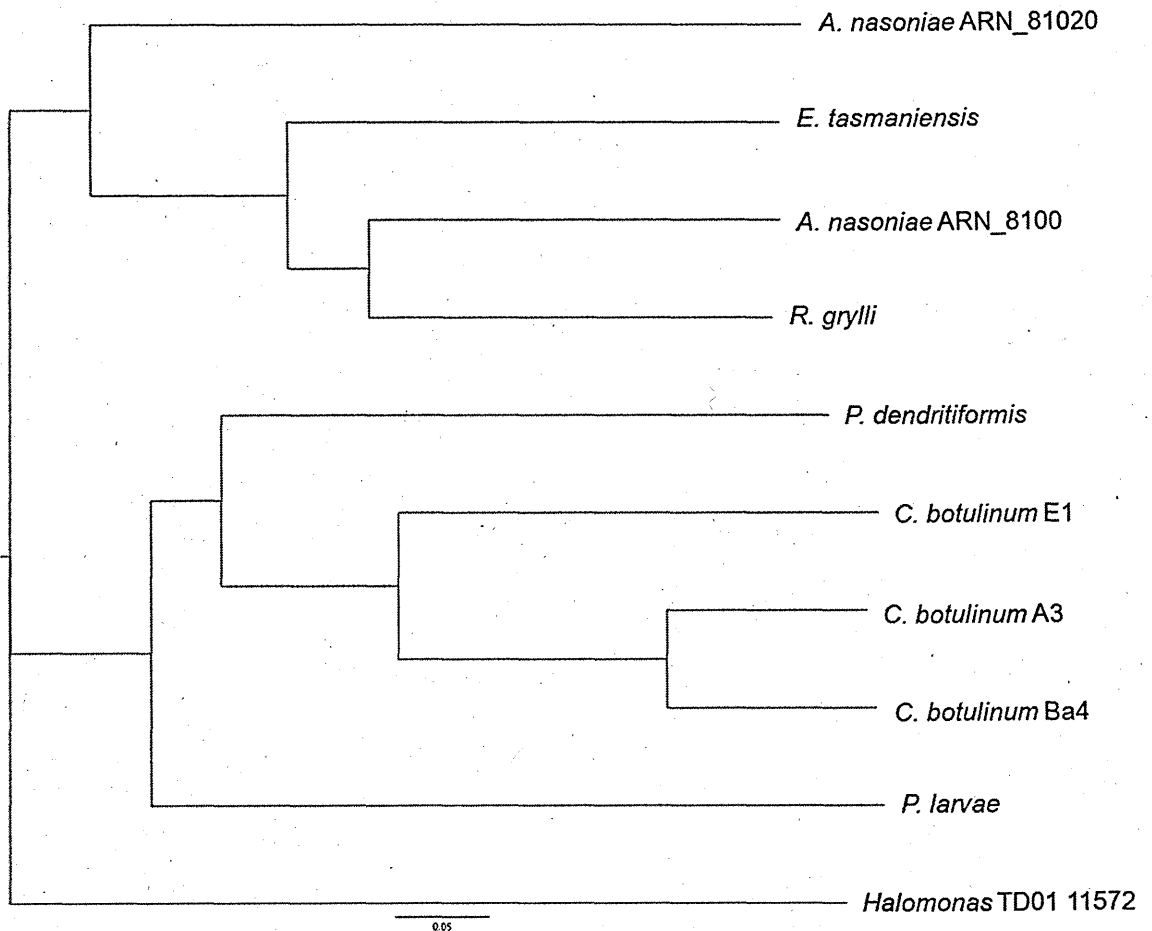 A. nasoniae ARN_81020
E. tasmaniensis
A. nasoniae ARN_8100
R. grylli
P. dendritiformis
C. botulinum E1
C. botulinum A3
C. botulinum Ba4
P. larvae
Halomonas TD01 11572
0.05